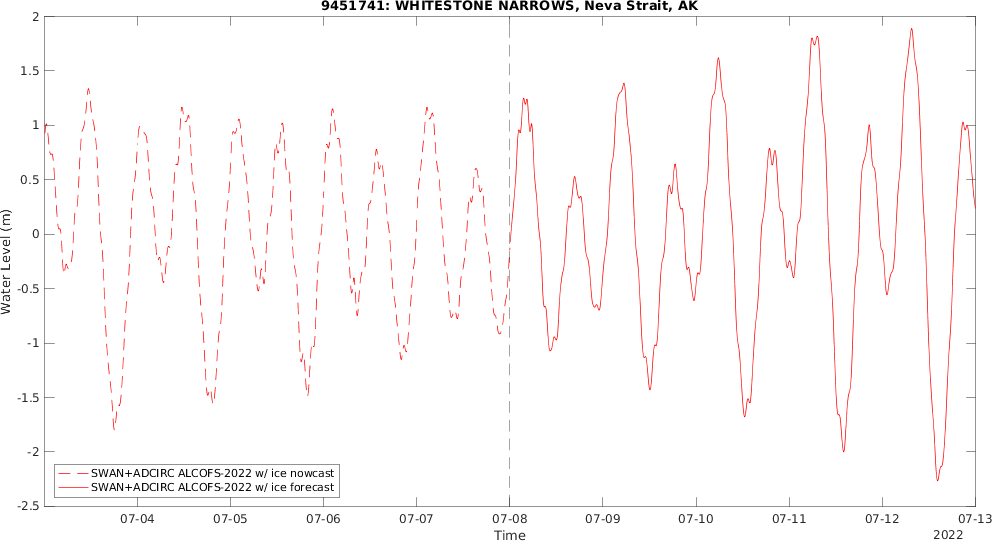 9451741: WHITESTONE NARROWS, Neva Strait, AK
2
1.5
1
0.5
0
-0.5
-1
-1.5
-2
-2.5
Water Level (m)
SWAN+ADCIRC ALCOFS-2022 w/ ice nowcast
SWAN+ADCIRC ALCOFS-2022 w/ ice forecast
07-04 07-05 07-06 07-07 07-08 07-09 07-10 07-11 07-12 07-13
Time
2022